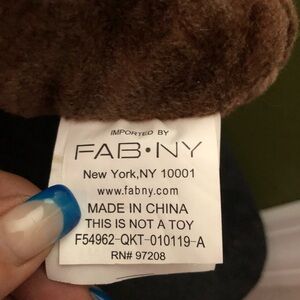 IMPORTED BY
FAB•NY
New York,NY 10001
www.fabny.com
MADE IN CHINA
THIS IS NOT A TOY
F54962-QKT-010119-A
RN# 97208